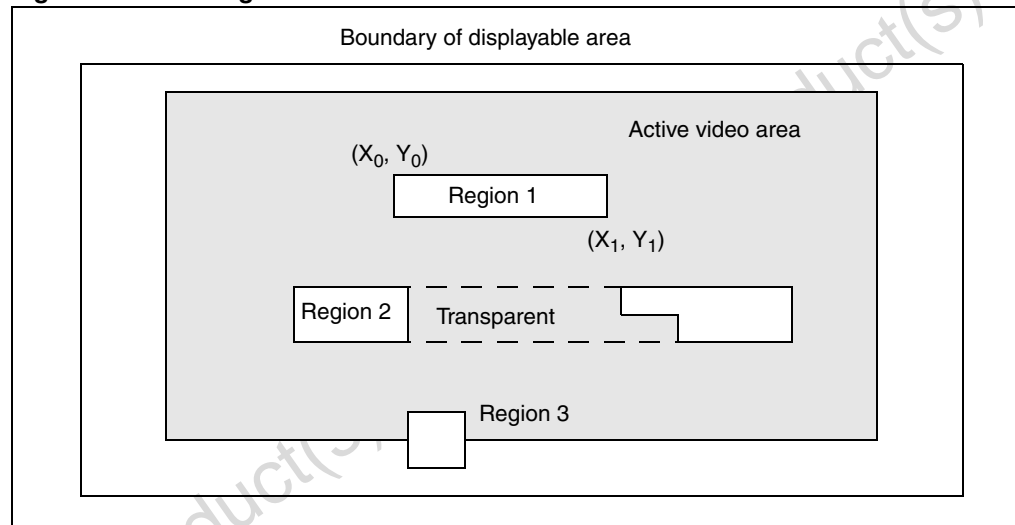 Boundary of displayable area
Active video area
(X₀, Y₀)
Region 1
(X₁, Y₁)
Region 2
Transparent
Region 3